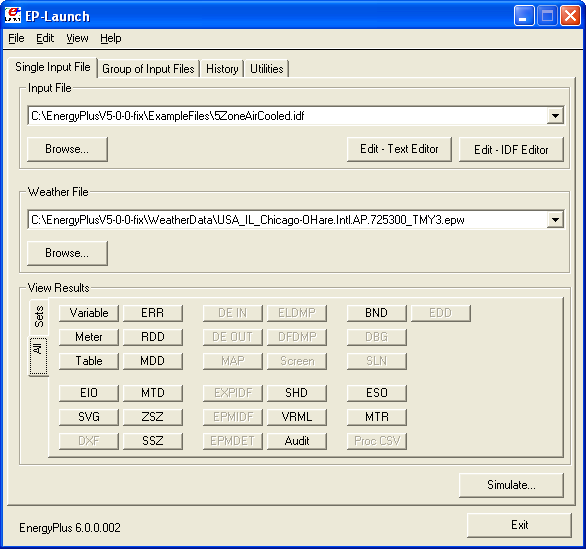 EP-Launch
File Edit View Help
Single Input File Group of Input Files History Utilities
Input File
C:\EnergyPlusV5-0-0-fix\ExampleFiles\5ZoneAirCooled.idf
Browse... Edit - Text Editor Edit - IDF Editor
Weather File
C:\EnergyPlusV5-0-0-fix\WeatherData\USA_IL_Chicago-OHare.Intl.AP.725300_TMY3.epw
Browse...
View Results
Sets
All
Variable ERR DE IN ELDMP BND EDD
Meter RDD DE OUT DFDMP DBG
Table MDD MAP Screen SLN
EIO MTD EXPIDF SHD ESO
SVG ZSZ EPMIDF VRML MTR
DXF SSZ EPMDET Audit Proc CSV
Simulate...
EnergyPlus 6.0.0.002 Exit